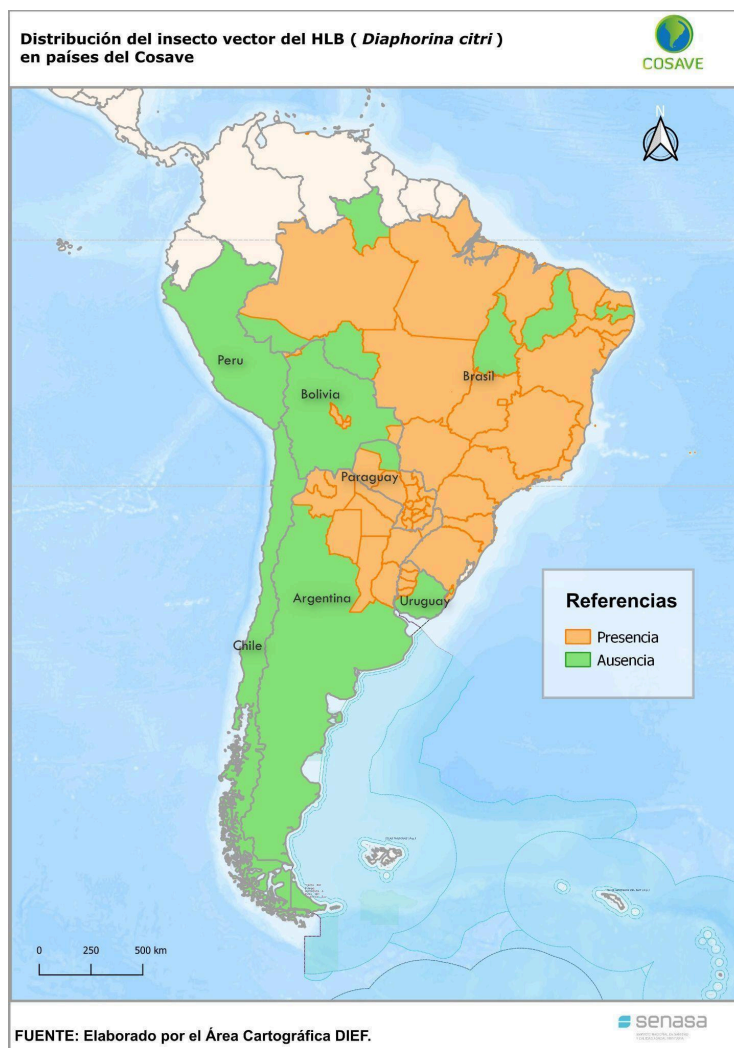 Distribución del insecto vector del HLB ( Diaphorina citri )
en países del Cosave
COSAVE
N
Peru
Brasil
Bolivia
Paraguay
Argentina
Uruguay
Chile
Referencias
Presencia
Ausencia
0 250 500 km
FUENTE: Elaborado por el Área Cartográfica DIEF.
senasa